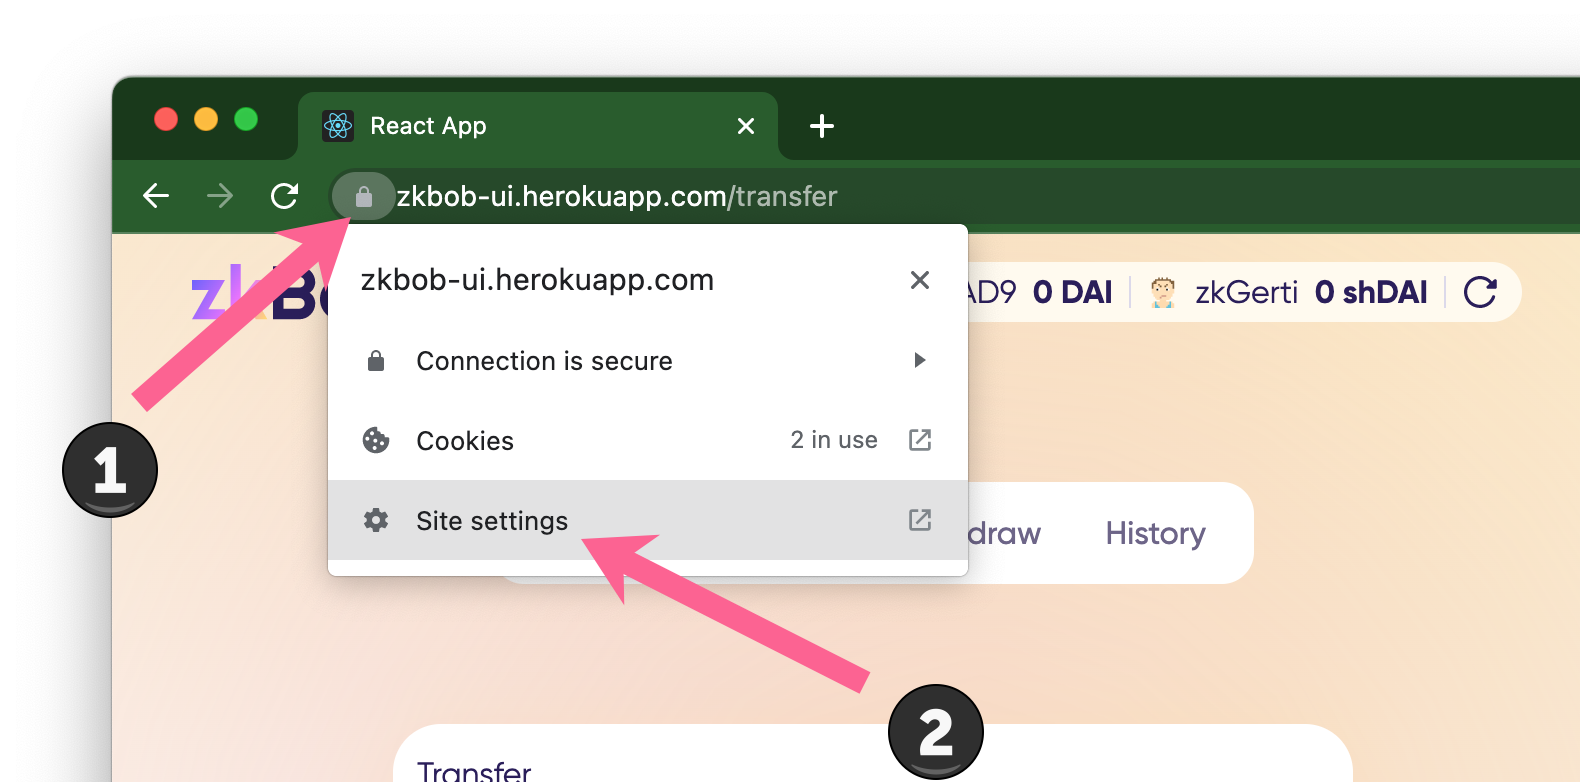 React App
zkbob-ui.herokuapp.com/transfer
zkBo
zkbob-ui.herokuapp.com
AD9 0 DAI zkGerti 0 shDAI
Connection is secure
Cookies 2 in use
1
Site settings
draw History
2
Transfer